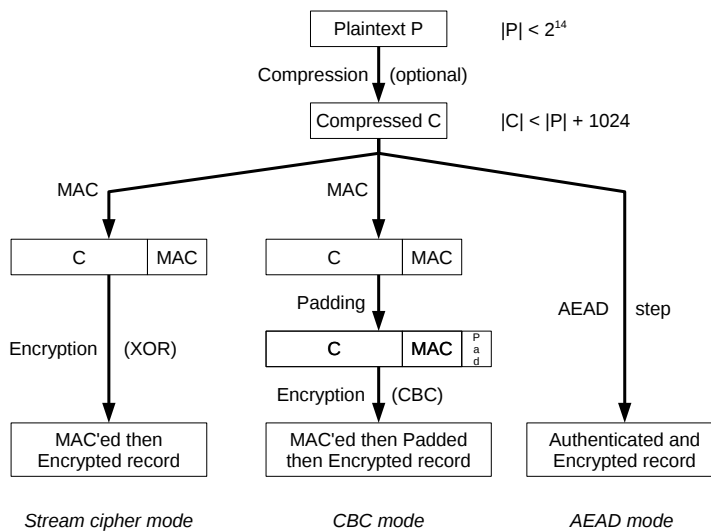 Plaintext P
|P| < 2¹⁴
Compression (optional)
Compressed C
|C| < |P| + 1024
MAC
MAC
C MAC
C MAC
Padding
AEAD step
Encryption (XOR)
C MAC Pad
Encryption (CBC)
MAC'ed then
Encrypted record
MAC'ed then Padded
then Encrypted record
Authenticated and
Encrypted record
Stream cipher mode
CBC mode
AEAD mode